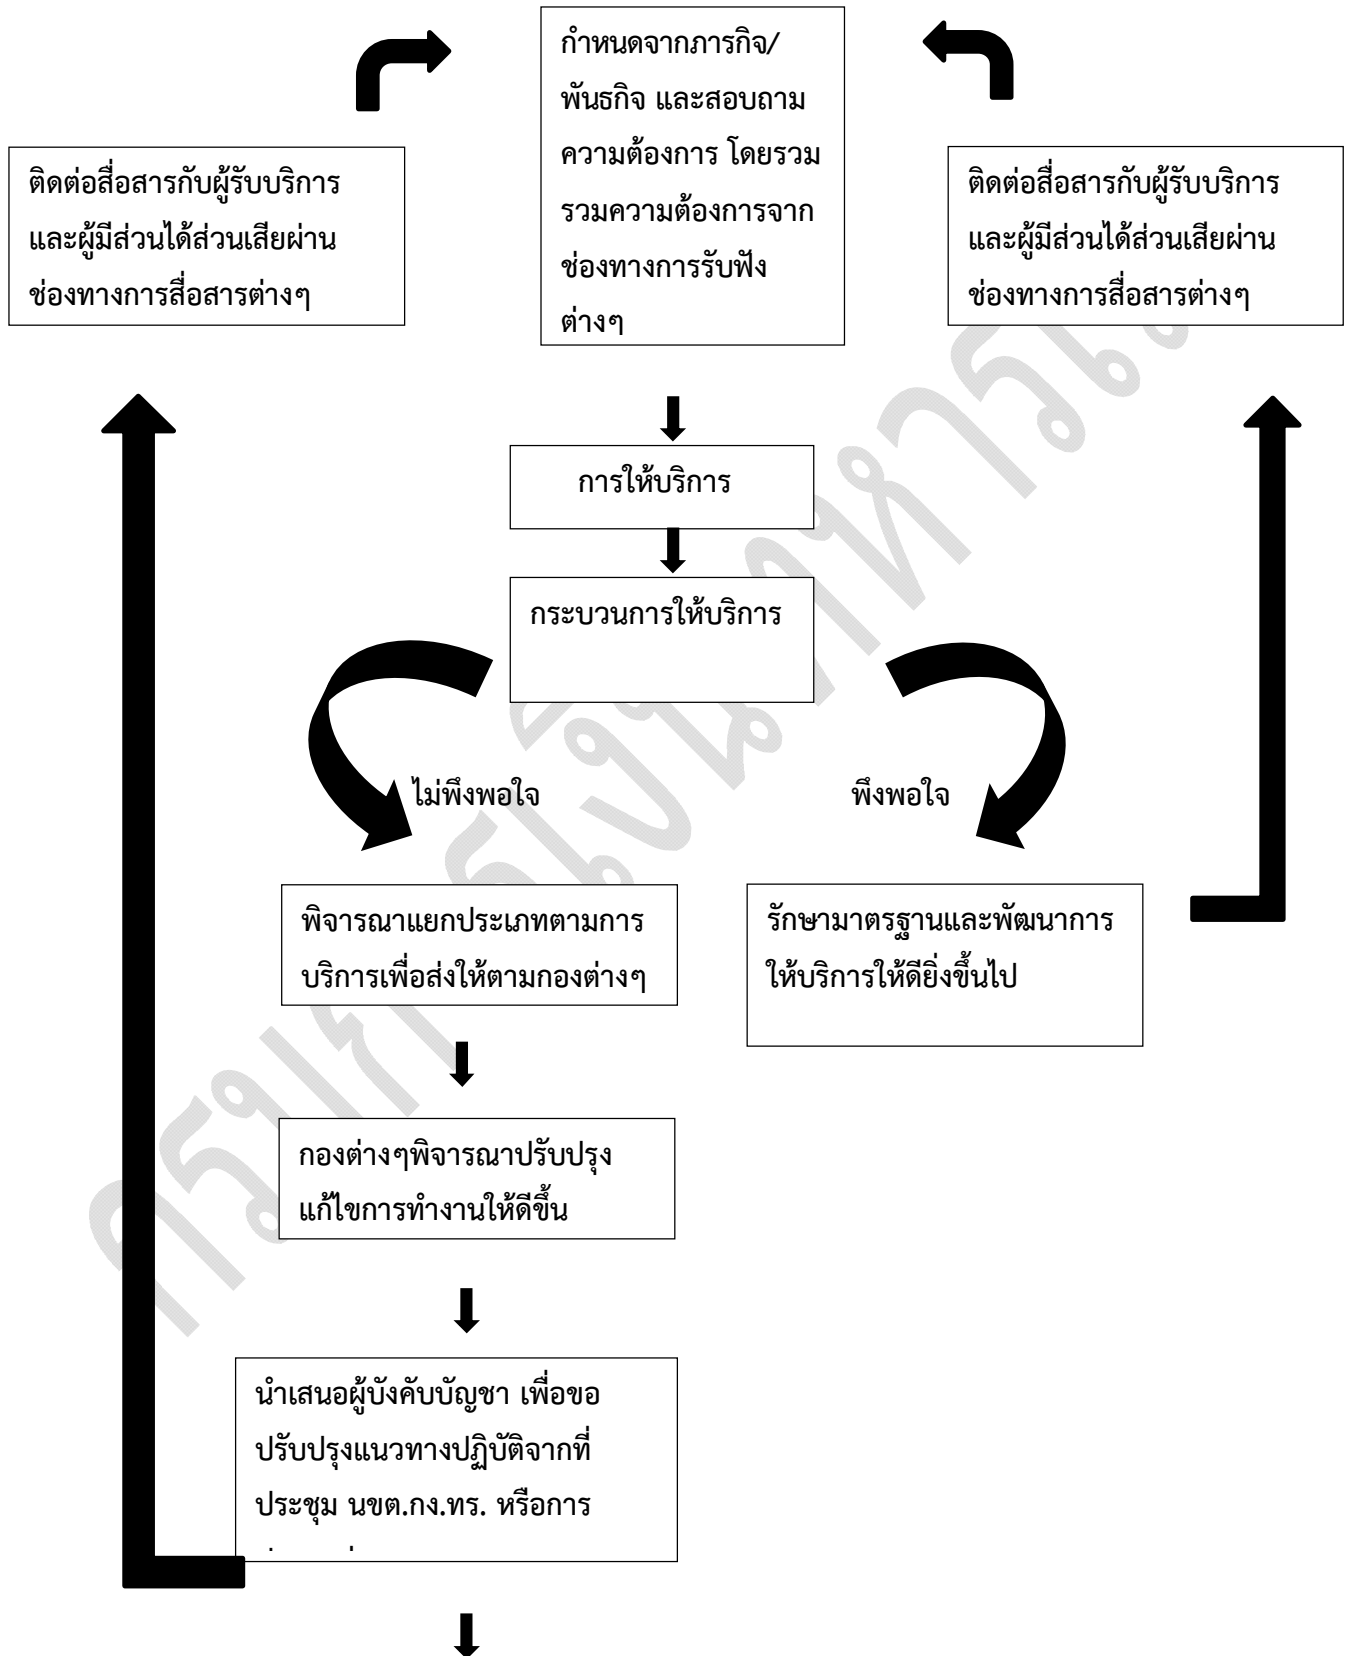 กำหนดจากภารกิจ/
พันธกิจ และสอบถาม
ความต้องการ โดยรวม
รวมความต้องการจาก
ช่องทางการรับฟัง
ต่างๆ
ติดต่อสื่อสารกับผู้รับบริการ
และผู้มีส่วนได้ส่วนเสียผ่าน
ช่องทางการสื่อสารต่างๆ
ติดต่อสื่อสารกับผู้รับบริการ
และผู้มีส่วนได้ส่วนเสียผ่าน
ช่องทางการสื่อสารต่างๆ
การให้บริการ
กระบวนการให้บริการ
ไม่พึงพอใจ
พึงพอใจ
พิจารณาแยกประเภทตามการ
บริการเพื่อส่งให้ตามกองต่างๆ
รักษามาตรฐานและพัฒนาการ
ให้บริการให้ดียิ่งขึ้นไป
กองต่างๆพิจารณาปรับปรุง
แก้ไขการทำงานให้ดีขึ้น
นำเสนอผู้บังคับบัญชา เพื่อขอ
ปรับปรุงแนวทางปฏิบัติจากที่
ประชุม นขต.กง.ทร. หรือการ